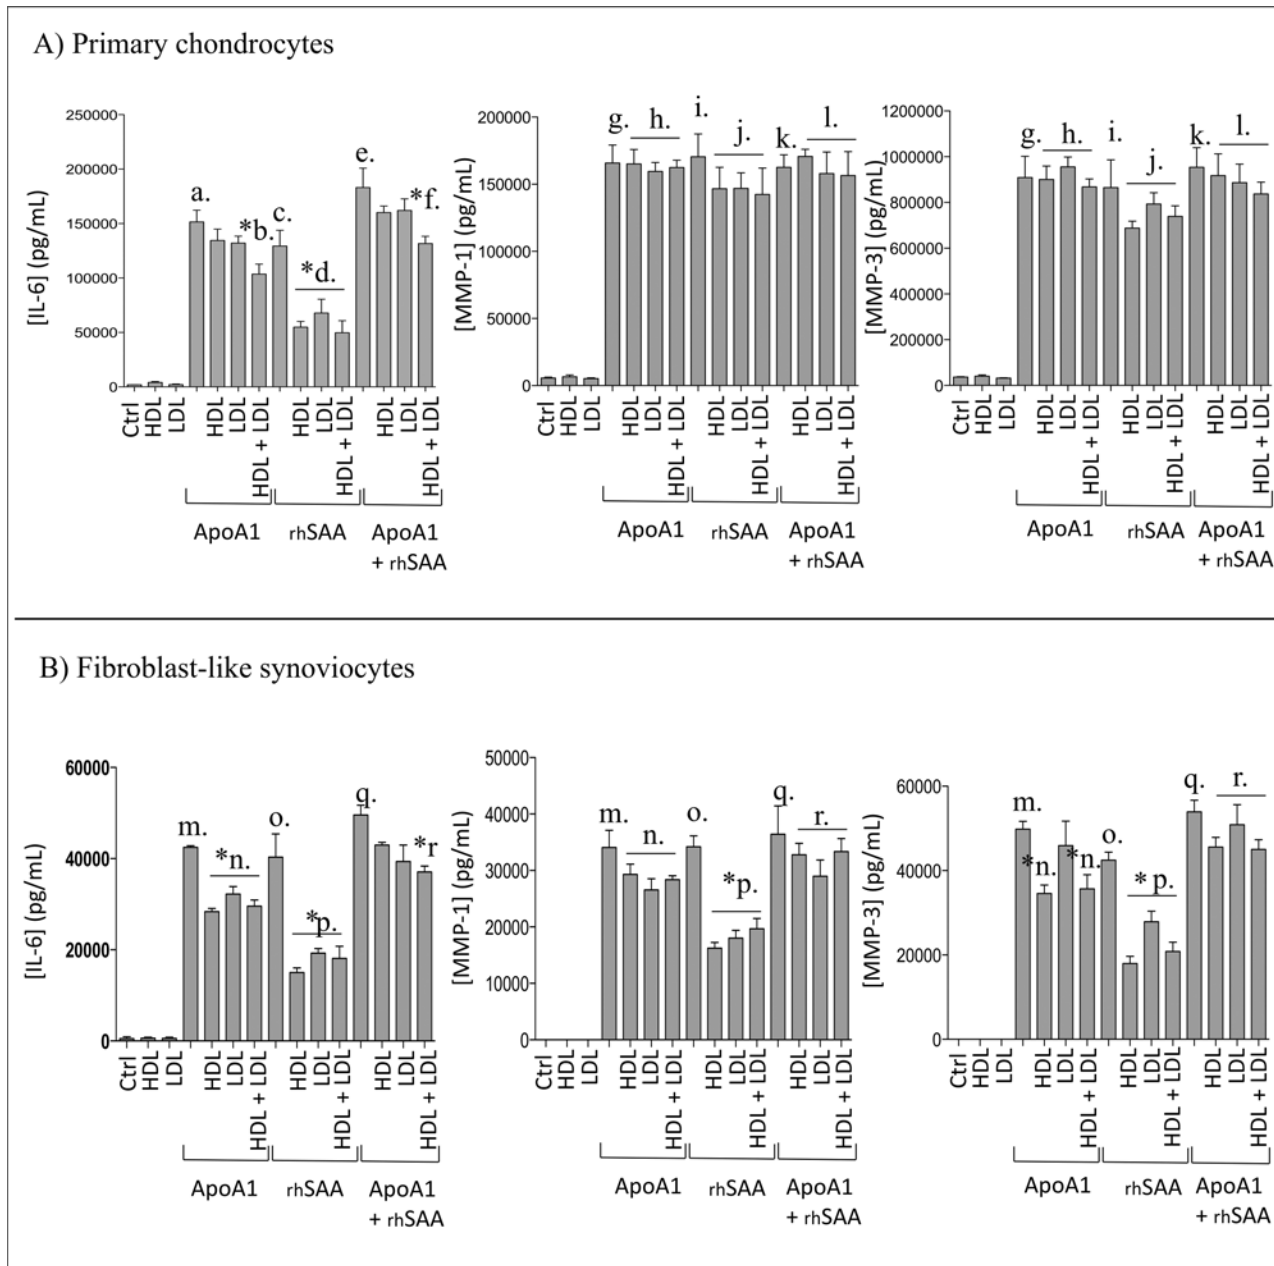 A) Primary chondrocytes
[IL-6] (pg/mL)
250000
200000
150000
100000
50000
0
a.
*b.
c.
*d.
e.
*f.
Ctrl
HDL
LDL
HDL
LDL
HDL + LDL
HDL
LDL
HDL + LDL
HDL
LDL
HDL + LDL
ApoA1
rhSAA
ApoA1
+ rhSAA
[MMP-1] (pg/mL)
200000
150000
100000
50000
0
g.
h.
i.
j.
k.
l.
Ctrl
HDL
LDL
HDL
LDL
HDL + LDL
HDL
LDL
HDL + LDL
HDL
LDL
HDL + LDL
ApoA1
rhSAA
ApoA1
+ rhSAA
[MMP-3] (pg/mL)
1200000
1000000
800000
600000
400000
200000
0
g.
h.
i.
j.
k.
l.
Ctrl
HDL
LDL
HDL
LDL
HDL + LDL
HDL
LDL
HDL + LDL
HDL
LDL
HDL + LDL
ApoA1
rhSAA
ApoA1
+ rhSAA
B) Fibroblast-like synoviocytes
[IL-6] (pg/mL)
60000
40000
20000
0
m.
*n.
o.
*p.
q.
*r
Ctrl
HDL
LDL
HDL
LDL
HDL + LDL
HDL
LDL
HDL + LDL
HDL
LDL
HDL + LDL
ApoA1
rhSAA
ApoA1
+ rhSAA
[MMP-1] (pg/mL)
50000
40000
30000
20000
10000
0
m.
n.
o.
*p.
q.
r.
Ctrl
HDL
LDL
HDL
LDL
HDL + LDL
HDL
LDL
HDL + LDL
HDL
LDL
HDL + LDL
ApoA1
rhSAA
ApoA1
+ rhSAA
[MMP-3] (pg/mL)
60000
40000
20000
0
m.
*n.
*n.
o.
*p.
q.
r.
Ctrl
HDL
LDL
HDL
LDL
HDL + LDL
HDL
LDL
HDL + LDL
HDL
LDL
HDL + LDL
ApoA1
rhSAA
ApoA1
+ rhSAA